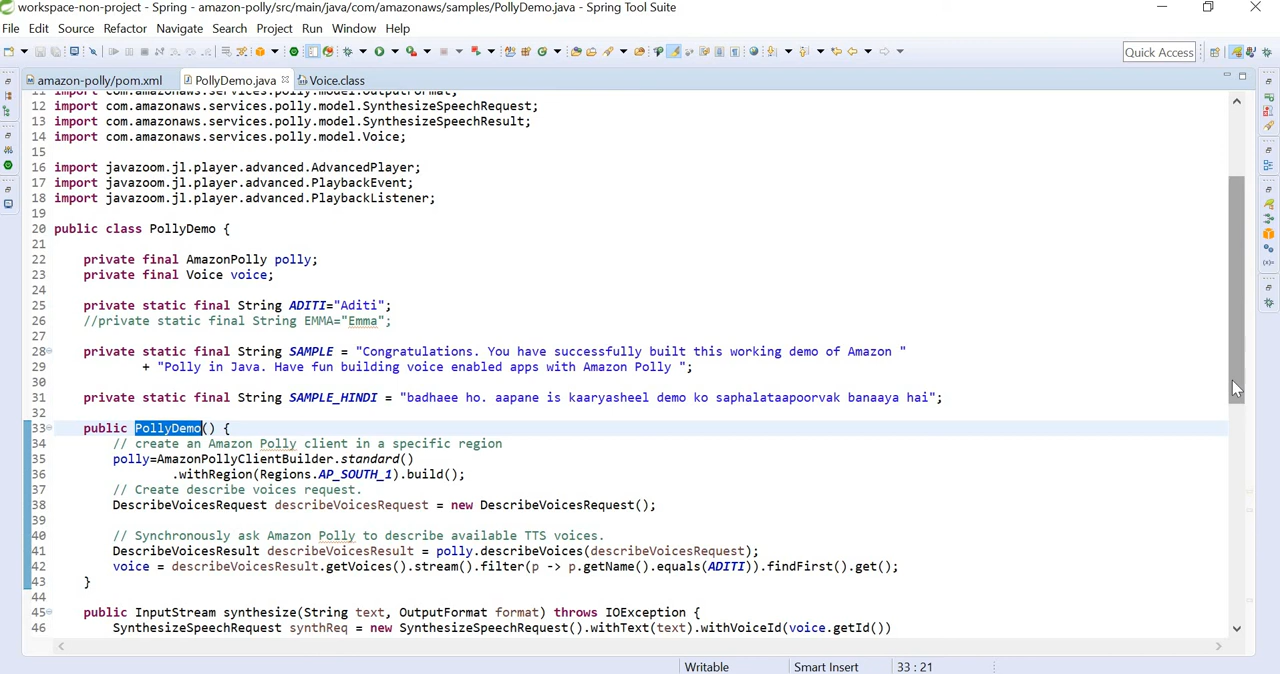 workspace-non-project - Spring - amazon-polly/src/main/java/com/amazonaws/samples/PollyDemo.java - Spring Tool Suite
File Edit Source Refactor Navigate Search Project Run Window Help
Quick Access
amazon-polly/pom.xml PollyDemo.java Voice.class
11 import com.amazonaws.services.polly.model.OutputFormat;
12 import com.amazonaws.services.polly.model.SynthesizeSpeechRequest;
13 import com.amazonaws.services.polly.model.SynthesizeSpeechResult;
14 import com.amazonaws.services.polly.model.Voice;
15
16 import javazoom.jl.player.advanced.AdvancedPlayer;
17 import javazoom.jl.player.advanced.PlaybackEvent;
18 import javazoom.jl.player.advanced.PlaybackListener;
19
20 public class PollyDemo {
21
22 private final AmazonPolly polly;
23 private final Voice voice;
24
25 private static final String ADITI="Aditi";
26 //private static final String EMMA="Emma";
27
28 private static final String SAMPLE = "Congratulations. You have successfully built this working demo of Amazon "
29 + "Polly in Java. Have fun building voice enabled apps with Amazon Polly ";
30
31 private static final String SAMPLE_HINDI = "badhaee ho. aapane is kaaryasheel demo ko saphalataapoorvak banaaya hai";
32
33 public PollyDemo() {
34 // create an Amazon Polly client in a specific region
35 polly=AmazonPollyClientBuilder.standard()
36 .withRegion(Regions.AP_SOUTH_1).build();
37 // Create describe voices request.
38 DescribeVoicesRequest describeVoicesRequest = new DescribeVoicesRequest();
39
40 // Synchronously ask Amazon Polly to describe available TTS voices.
41 DescribeVoicesResult describeVoicesResult = polly.describeVoices(describeVoicesRequest);
42 voice = describeVoicesResult.getVoices().stream().filter(p -> p.getName().equals(ADITI)).findFirst().get();
43 }
44
45 public InputStream synthesize(String text, OutputFormat format) throws IOException {
46 SynthesizeSpeechRequest synthReq = new SynthesizeSpeechRequest().withText(text).withVoiceId(voice.getId())
Writable Smart Insert 33 : 21